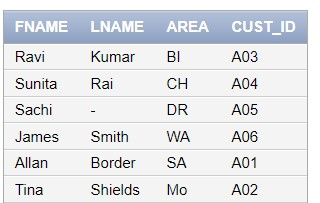 FNAME LNAME AREA CUST_ID
Ravi Kumar BI A03
Sunita Rai CH A04
Sachi - DR A05
James Smith WA A06
Allan Border SA A01
Tina Shields Mo A02